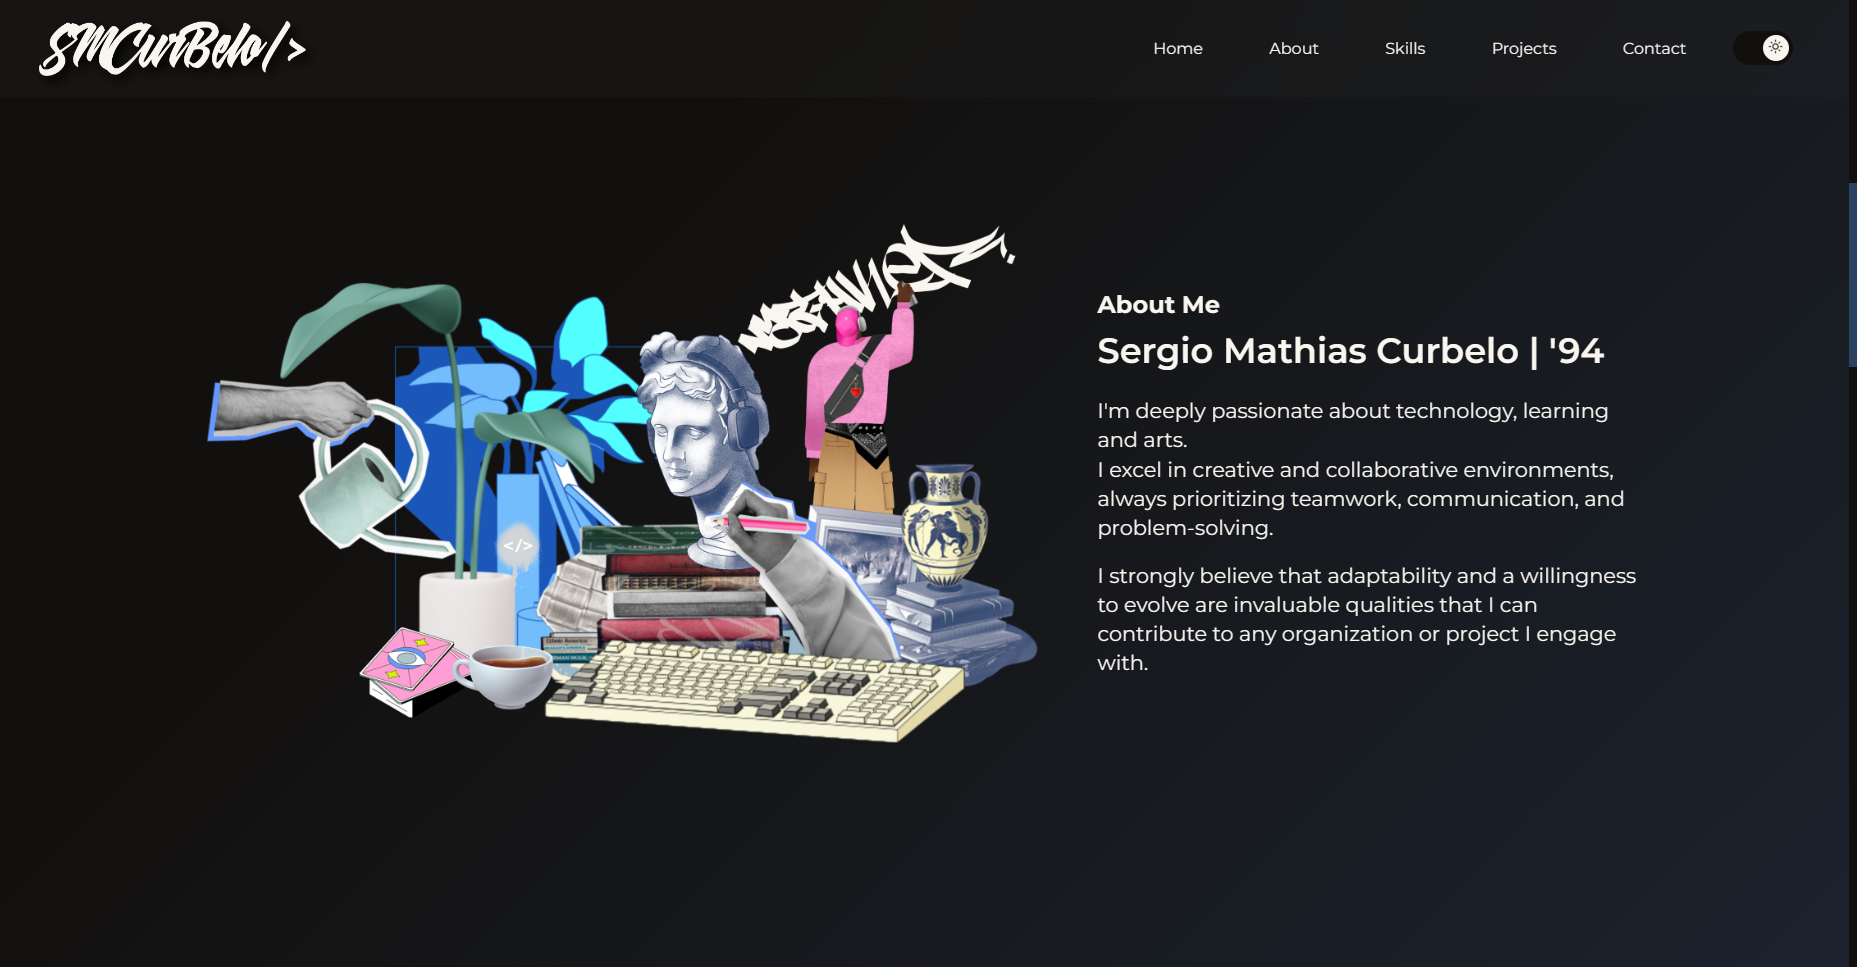 SMCurBelo/>
Home
About
Skills
Projects
Contact
About Me
Sergio Mathias Curbelo | '94
I'm deeply passionate about technology, learning
and arts.
I excel in creative and collaborative environments,
always prioritizing teamwork, communication, and
problem-solving.
I strongly believe that adaptability and a willingness
to evolve are invaluable qualities that I can
contribute to any organization or project I engage
with.
</>